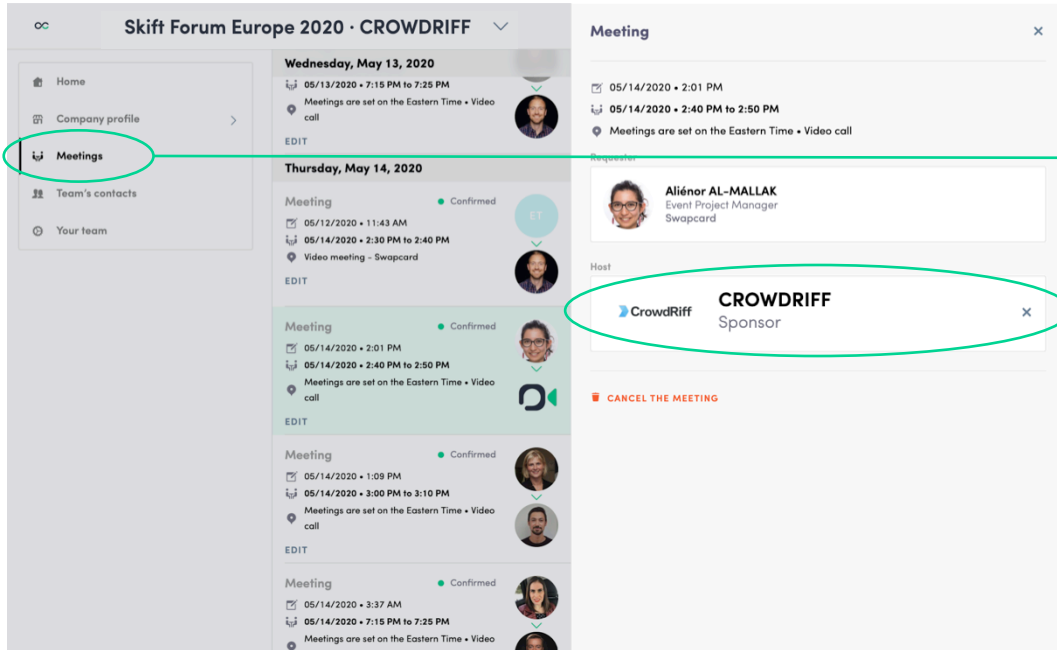 Skift Forum Europe 2020 · CROWDRIFF
Home
Company profile
Meetings
Team's contacts
Your team
Wednesday, May 13, 2020
05/13/2020 • 7:15 PM to 7:25 PM
Meetings are set on the Eastern Time • Video
call
EDIT
Thursday, May 14, 2020
Meeting
Confirmed
ET
05/12/2020 • 11:43 AM
05/14/2020 • 2:30 PM to 2:40 PM
Video meeting - Swapcard
EDIT
Meeting
Confirmed
05/14/2020 • 2:01 PM
05/14/2020 • 2:40 PM to 2:50 PM
Meetings are set on the Eastern Time • Video
call
EDIT
Meeting
Confirmed
05/14/2020 • 1:09 PM
05/14/2020 • 3:00 PM to 3:10 PM
Meetings are set on the Eastern Time • Video
call
EDIT
Meeting
Confirmed
05/14/2020 • 3:37 AM
05/14/2020 • 7:15 PM to 7:25 PM
Meetings are set on the Eastern Time • Video
Meeting
05/14/2020 • 2:01 PM
05/14/2020 • 2:40 PM to 2:50 PM
Meetings are set on the Eastern Time • Video call
Requester
Aliénor AL-MALLAK
Event Project Manager
Swapcard
Host
CrowdRiff
CROWDRIFF
Sponsor
CANCEL THE MEETING